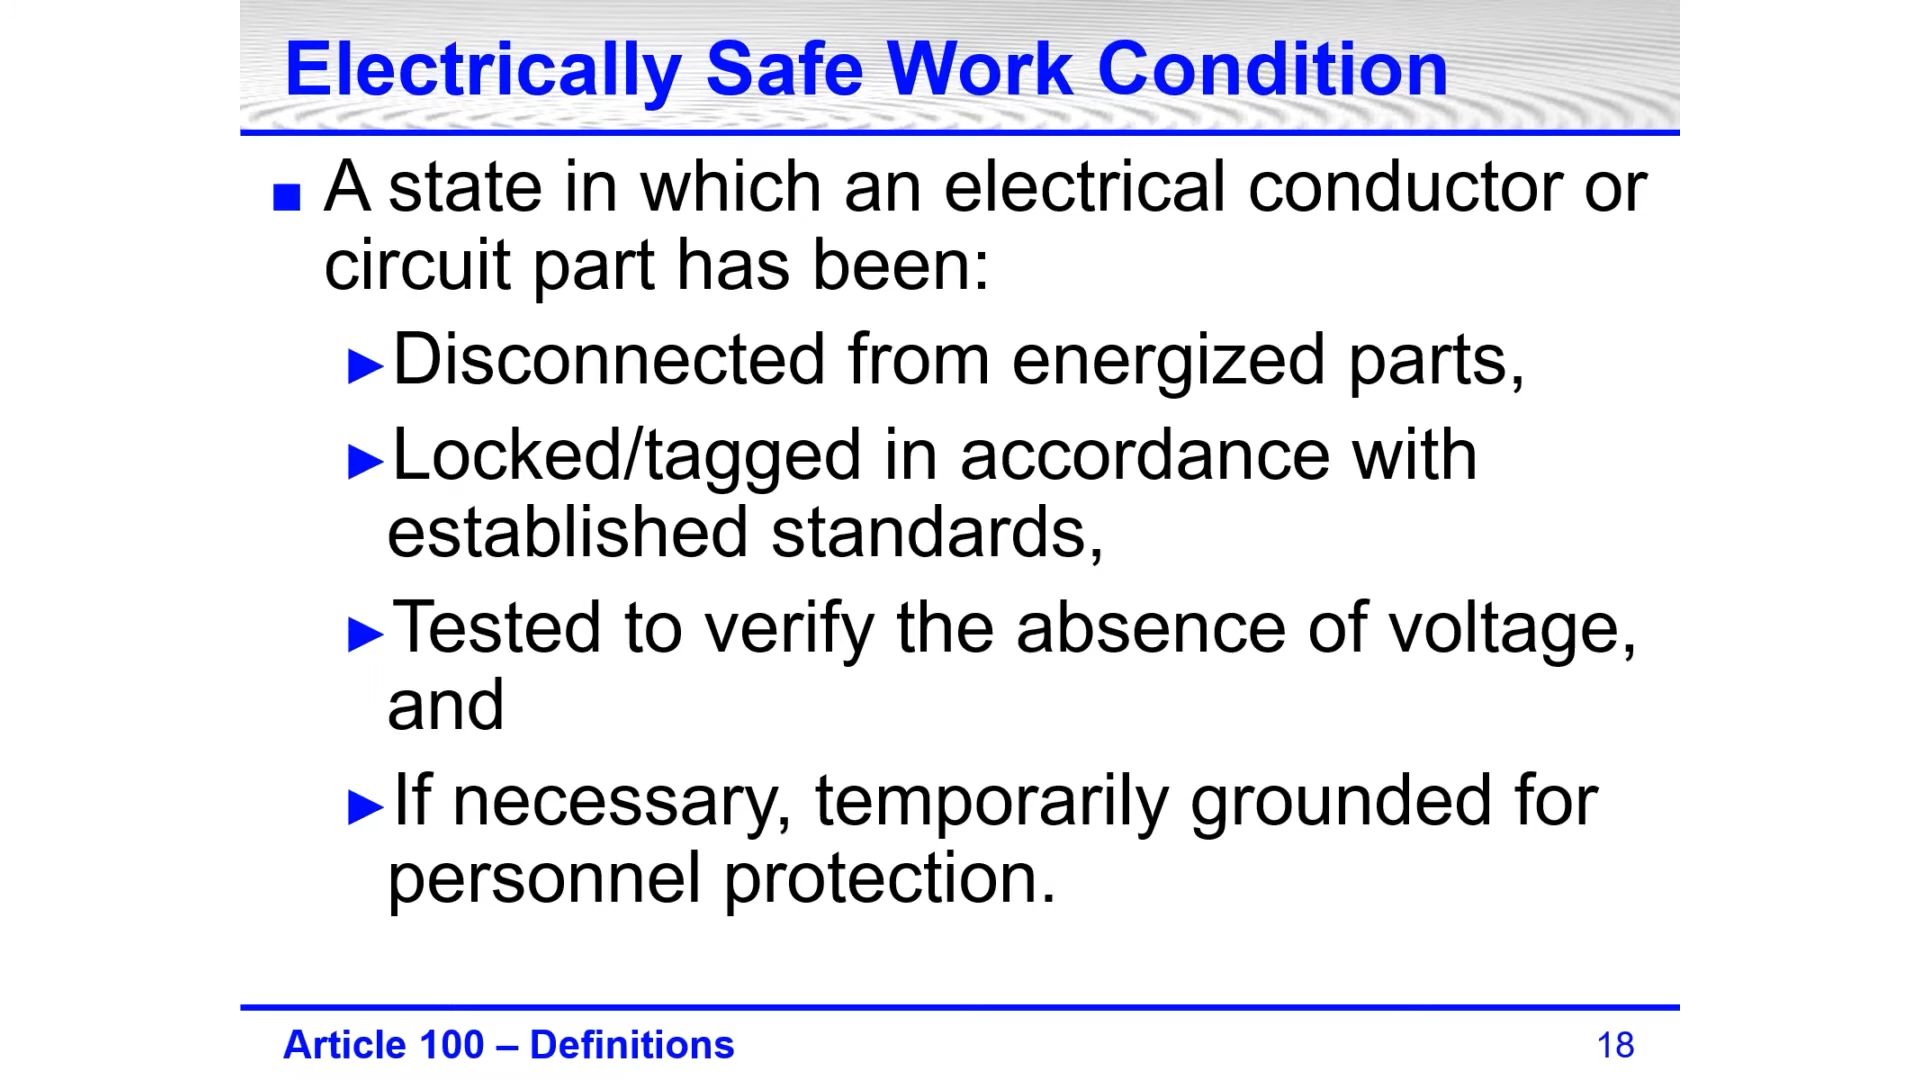 Electrically Safe Work Condition
■ A state in which an electrical conductor or
circuit part has been:
►Disconnected from energized parts,
►Locked/tagged in accordance with
established standards,
►Tested to verify the absence of voltage,
and
►If necessary, temporarily grounded for
personnel protection.
Article 100 – Definitions
18